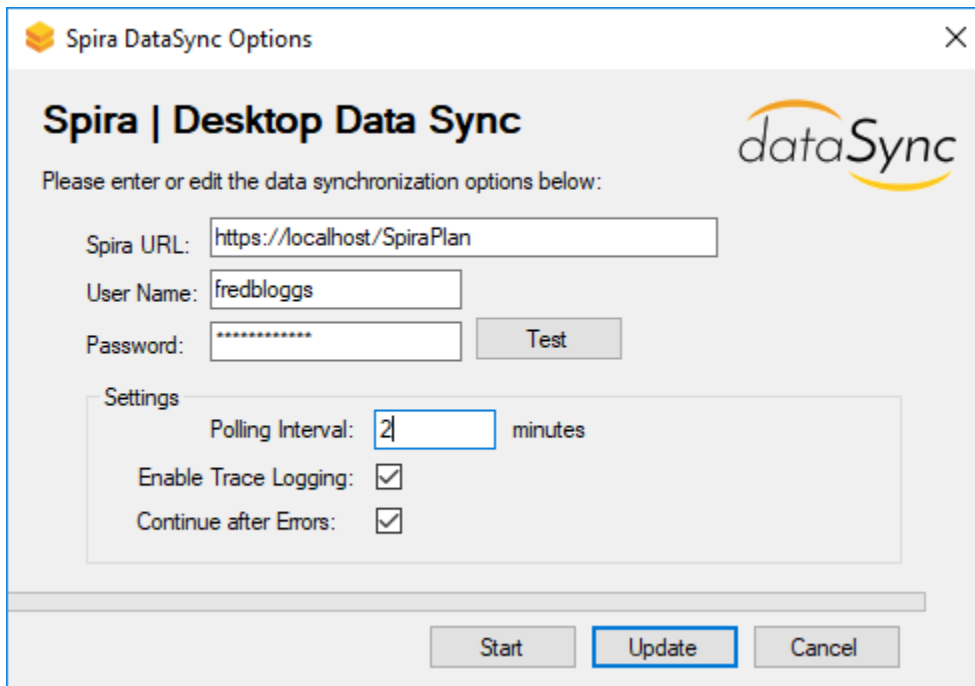 Spira DataSync Options
Spira | Desktop Data Sync
dataSync
Please enter or edit the data synchronization options below:
Spira URL: https://localhost/SpiraPlan
User Name: fredbloggs
Password: ************ Test
Settings
Polling Interval: 2 minutes
Enable Trace Logging:
Continue after Errors:
Start Update Cancel